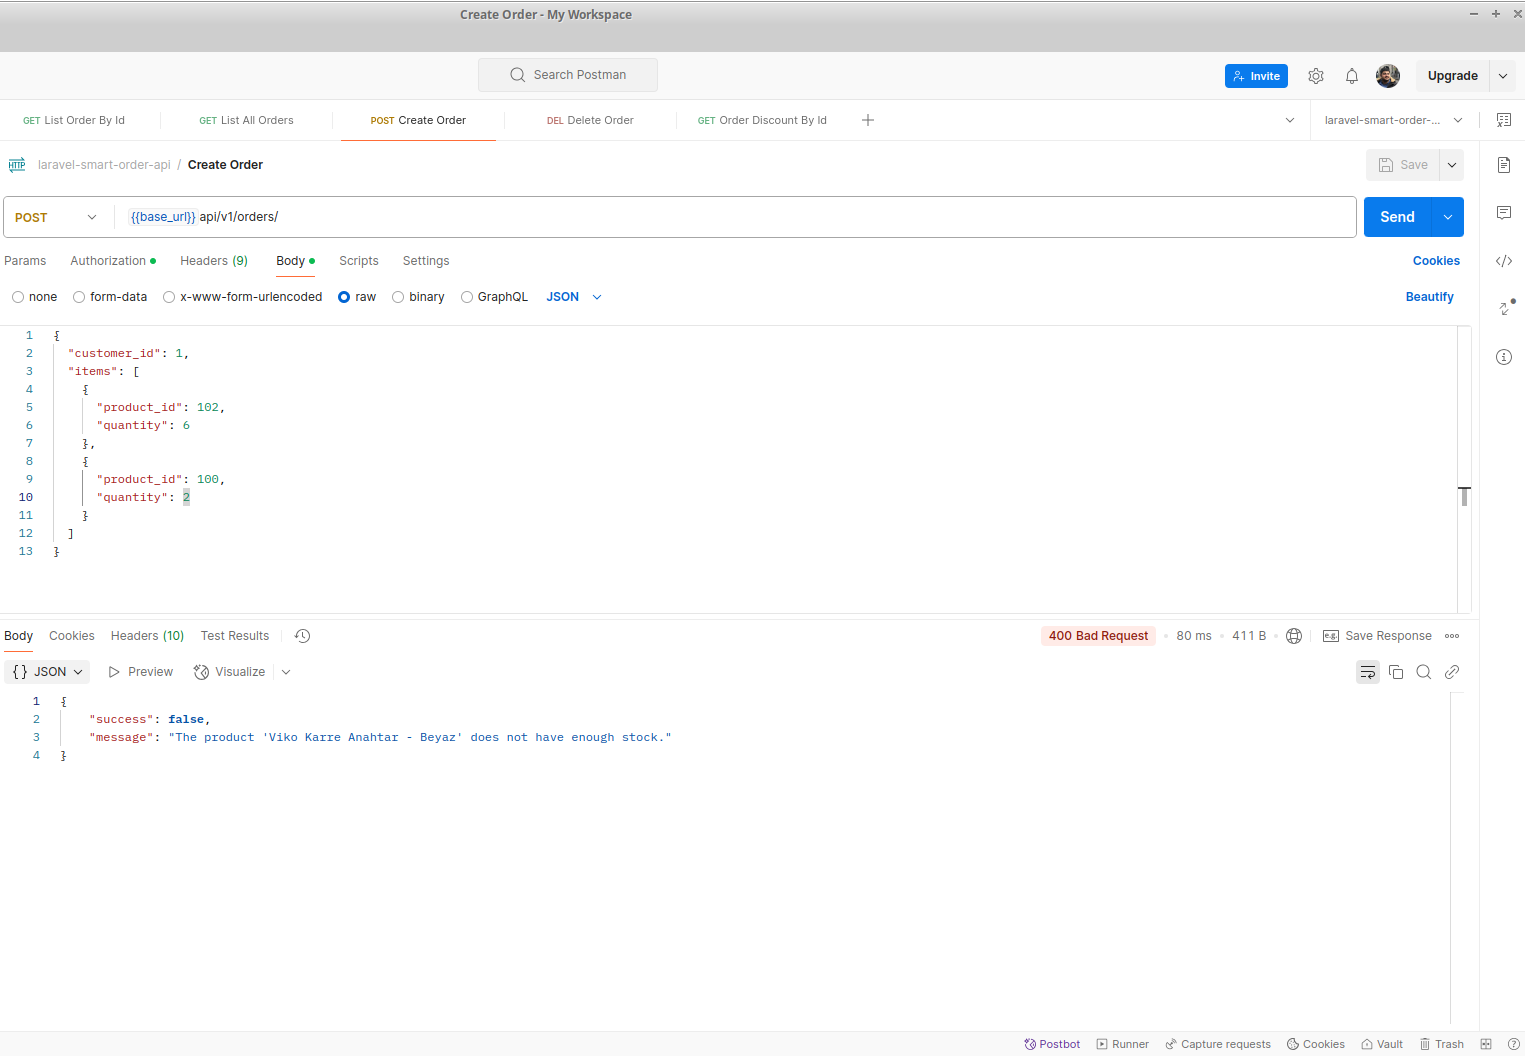 Create Order - My Workspace
Search Postman
Invite
Upgrade
GET List Order By Id
GET List All Orders
POST Create Order
DEL Delete Order
GET Order Discount By Id
laravel-smart-order-...
HTTP laravel-smart-order-api / Create Order
Save
POST {{base_url}} api/v1/orders/
Send
Params Authorization Headers (9) Body Scripts Settings
Cookies
none form-data x-www-form-urlencoded raw binary GraphQL JSON
Beautify
1 {
2 "customer_id": 1,
3 "items": [
4 {
5 "product_id": 102,
6 "quantity": 6
7 },
8 {
9 "product_id": 100,
10 "quantity": 2
11 }
12 ]
13 }
Body Cookies Headers (10) Test Results
400 Bad Request • 80 ms • 411 B •
e.g. Save Response
{} JSON Preview Visualize
1 {
2 "success": false,
3 "message": "The product 'Viko Karre Anahtar - Beyaz' does not have enough stock."
4 }
Postbot Runner Capture requests Cookies Vault Trash